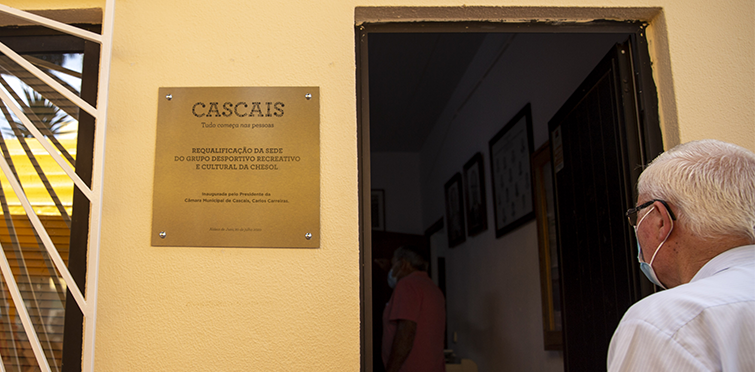 CASCAIS
Tudo começa nas pessoas
REQUALIFICAÇÃO DA SEDE
DO GRUPO DESPORTIVO RECREATIVO
E CULTURAL DA CHESOL
Inaugurada pelo Presidente da
Câmara Municipal de Cascais, Carlos Carreiras,